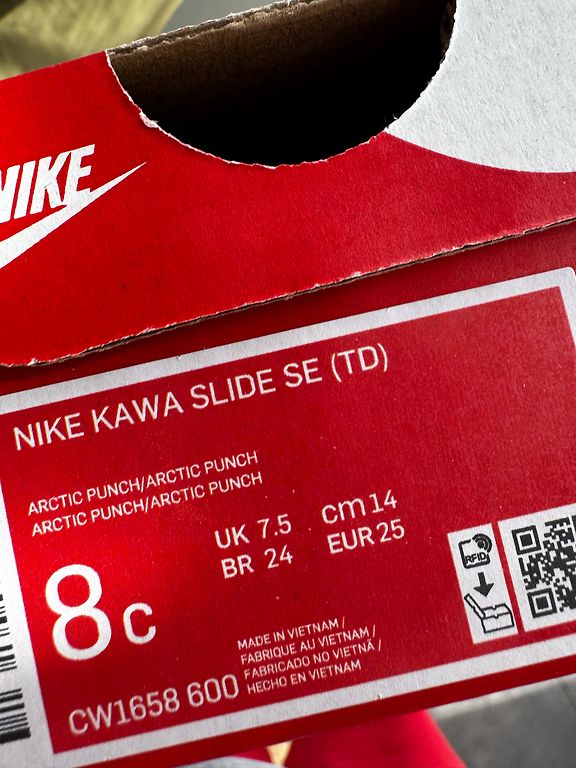 NIKE
NIKE KAWA SLIDE SE (TD)
ARCTIC PUNCH/ARCTIC PUNCH
ARCTIC PUNCH/ARCTIC PUNCH
8C
UK 7.5
cm 14
BR 24
EUR 25
RFID
MADE IN VIETNAM /
FABRIQUE AU VIETNAM /
FABRICADO NO VIETNÃ /
HECHO EN VIETNAM
CW1658 600